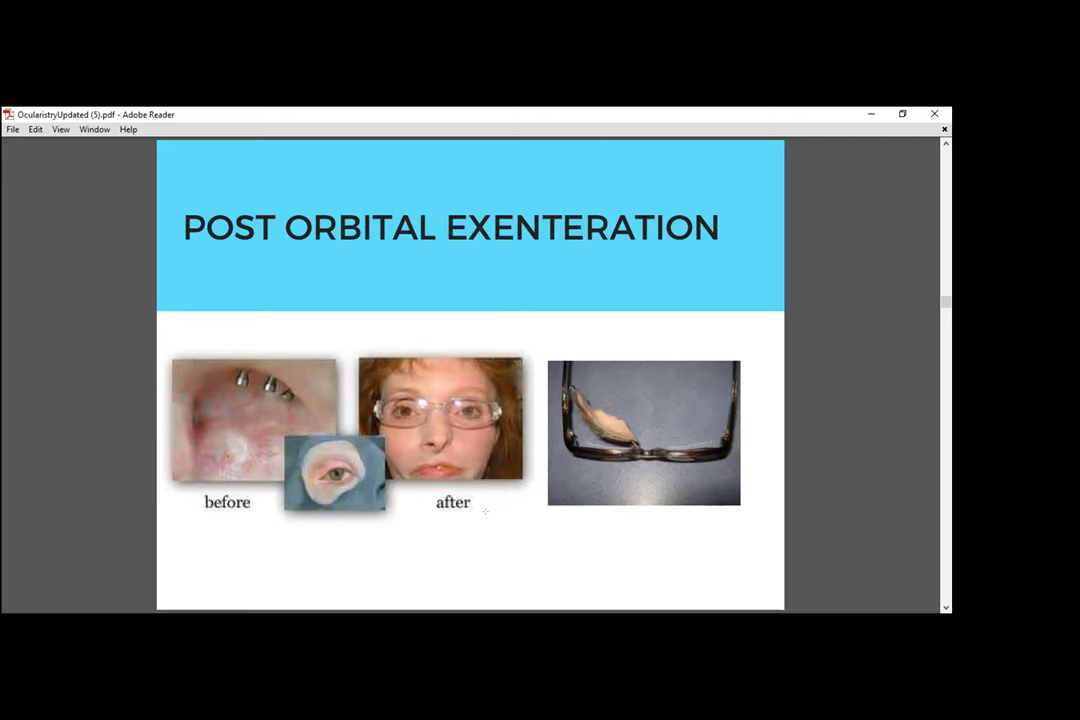 OcularistryUpdated (5).pdf - Adobe Reader
File Edit View Window Help
POST ORBITAL EXENTERATION
before
after